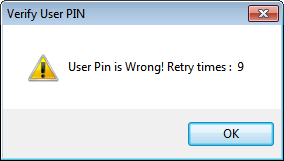 Verify User PIN
User Pin is Wrong! Retry times : 9
OK